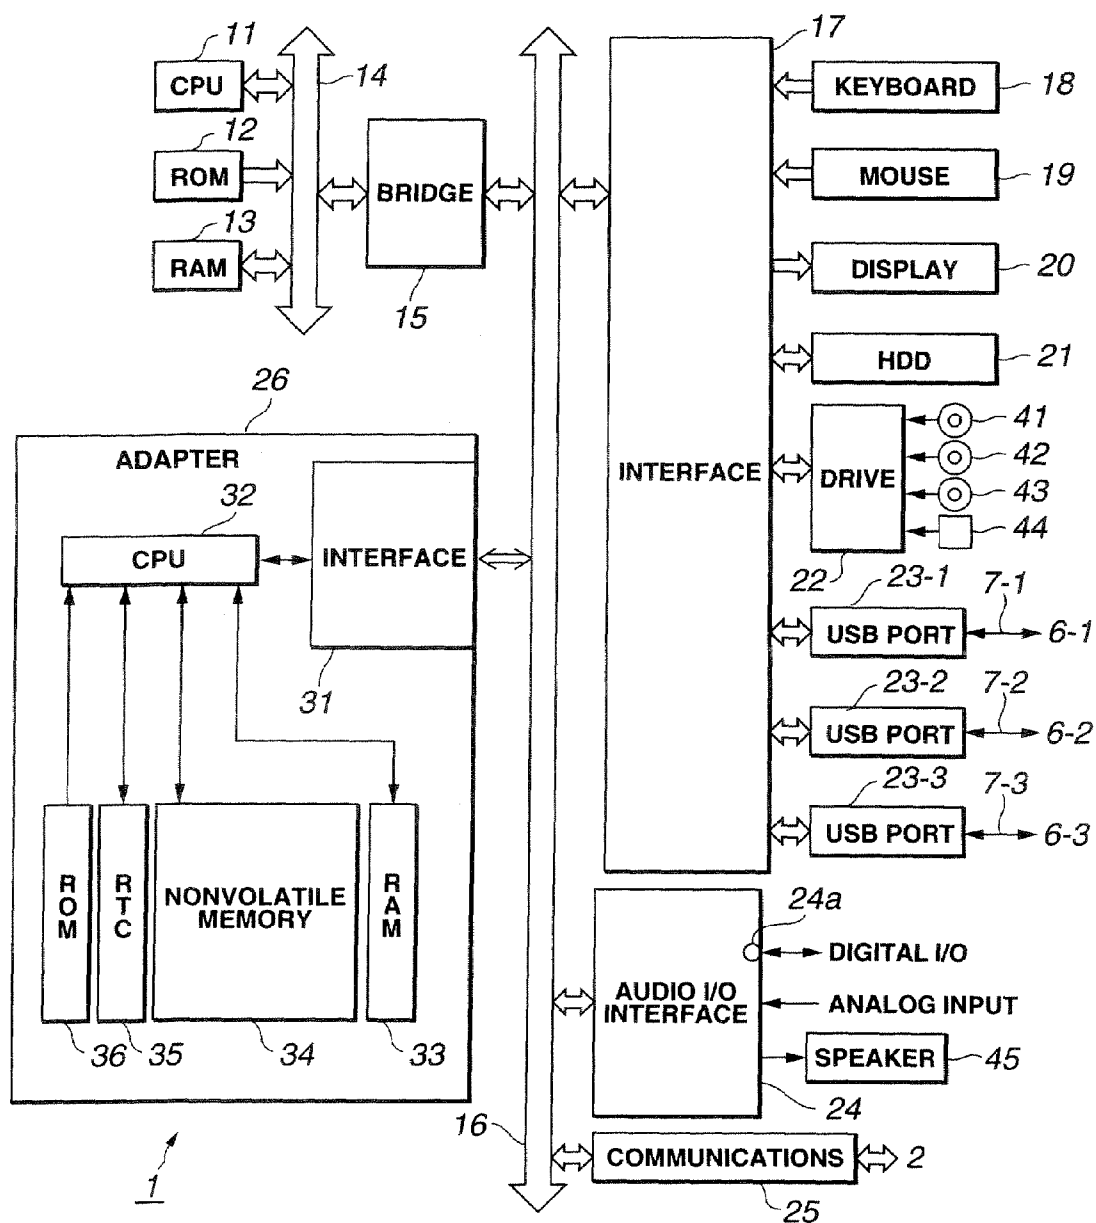 11
CPU
12
ROM
13
RAM
14
BRIDGE
15
17
INTERFACE
KEYBOARD 18
MOUSE 19
DISPLAY 20
HDD 21
DRIVE
22
41
42
43
44
23-1
USB PORT
7-1
6-1
23-2
USB PORT
7-2
6-2
23-3
USB PORT
7-3
6-3
26
ADAPTER
32
CPU
INTERFACE
31
ROM
RTC
NONVOLATILE
MEMORY
RAM
36
35
34
33
24a
AUDIO I/O
INTERFACE
DIGITAL I/O
ANALOG INPUT
SPEAKER 45
24
16
COMMUNICATIONS 2
25
1